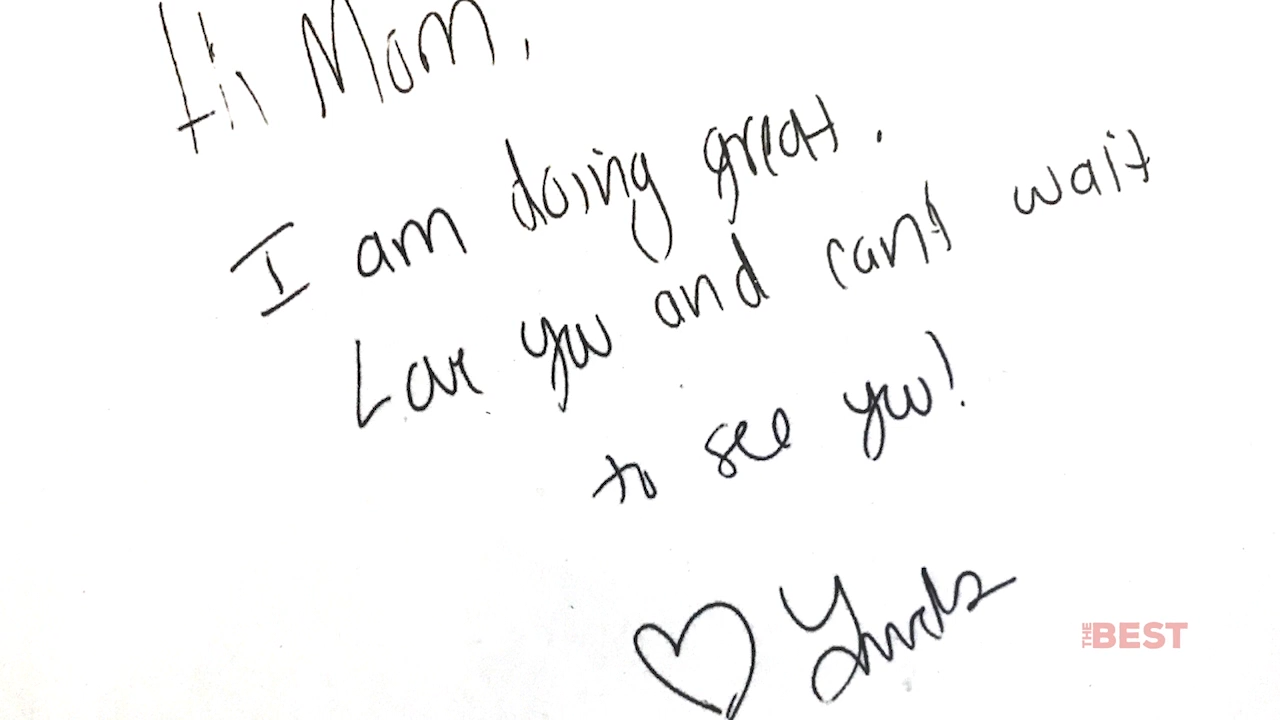 Hi Mom,
I am doing great.
Love you and cant wait
to see you!
♡
THE BEST